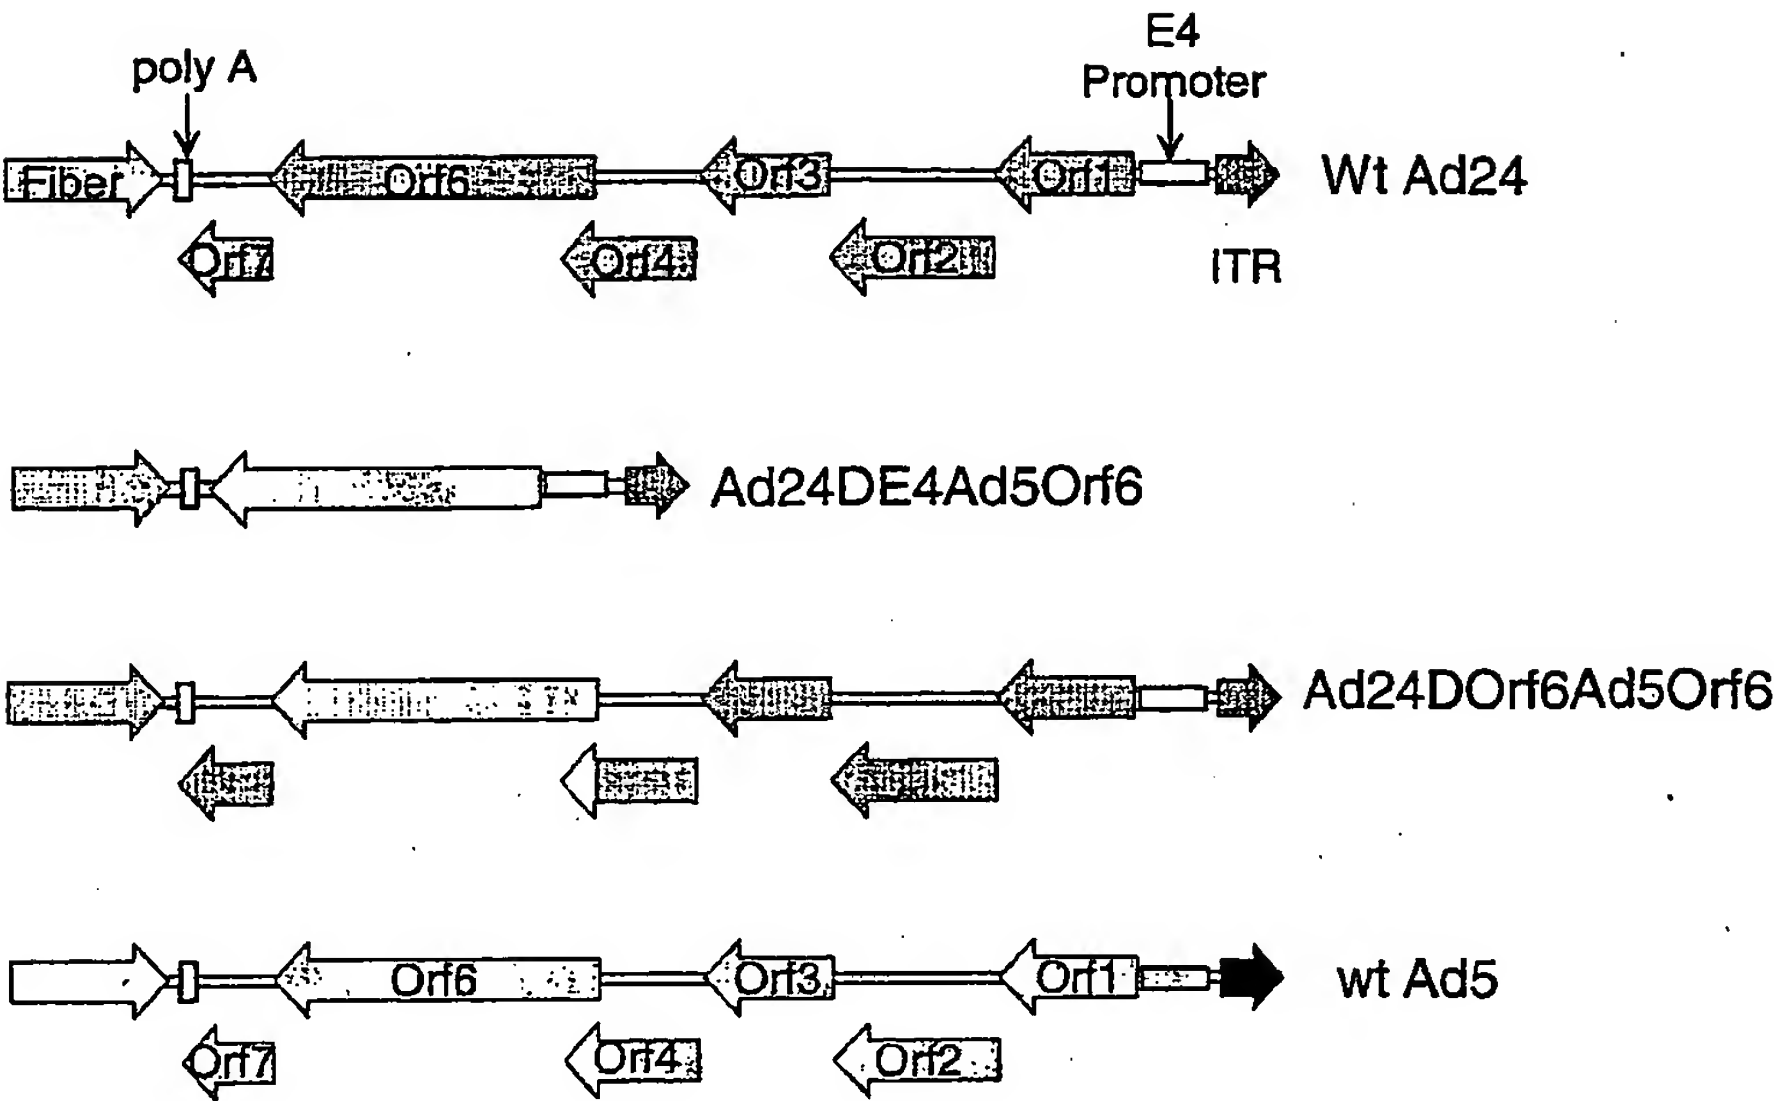 E4
poly A
Promoter
Fiber
Orf6
Orf3
Orf1
Wt Ad24
Orf7
Orf4
Orf2
ITR
Ad24DE4Ad5Orf6
Ad24DOrf6Ad5Orf6
Orf6
Orf3
Orf1
wt Ad5
Orf7
Orf4
Orf2